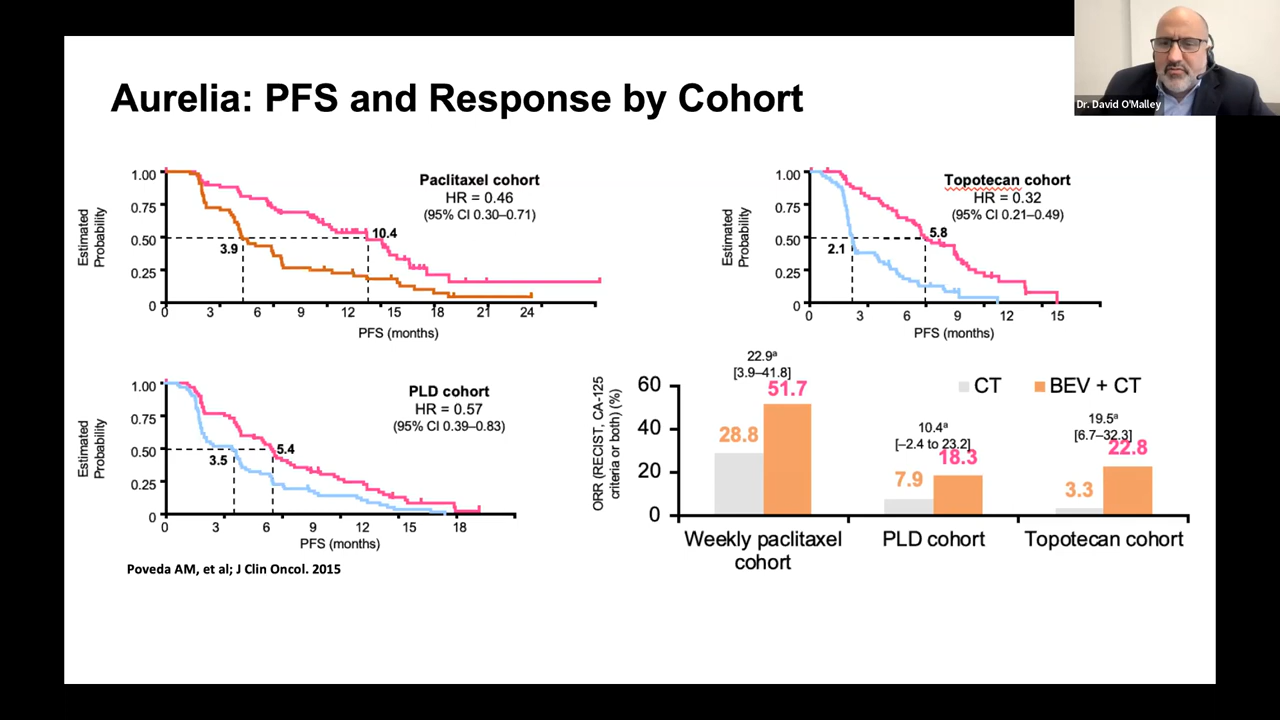 Dr. David O'Malley
Aurelia: PFS and Response by Cohort
Paclitaxel cohort
HR = 0.46
(95% CI 0.30–0.71)
Estimated
Probability
1.00
0.75
0.50
0.25
0
3.9
10.4
0 3 6 9 12 15 18 21 24
PFS (months)
Topotecan cohort
HR = 0.32
(95% CI 0.21–0.49)
Estimated
Probability
1.00
0.75
0.50
0.25
0
2.1
5.8
0 3 6 9 12 15
PFS (months)
PLD cohort
HR = 0.57
(95% CI 0.39–0.83)
Estimated
Probability
1.00
0.75
0.50
0.25
0
3.5
5.4
0 3 6 9 12 15 18
PFS (months)
ORR (RECIST, CA-125
criteria or both) (%)
60
40
20
0
CT
BEV + CT
22.9ª
[3.9–41.8]
51.7
28.8
10.4ª
[–2.4 to 23.2]
18.3
7.9
19.5ª
[6.7–32.3]
22.8
3.3
Weekly paclitaxel
cohort
PLD cohort
Topotecan cohort
Poveda AM, et al; J Clin Oncol. 2015